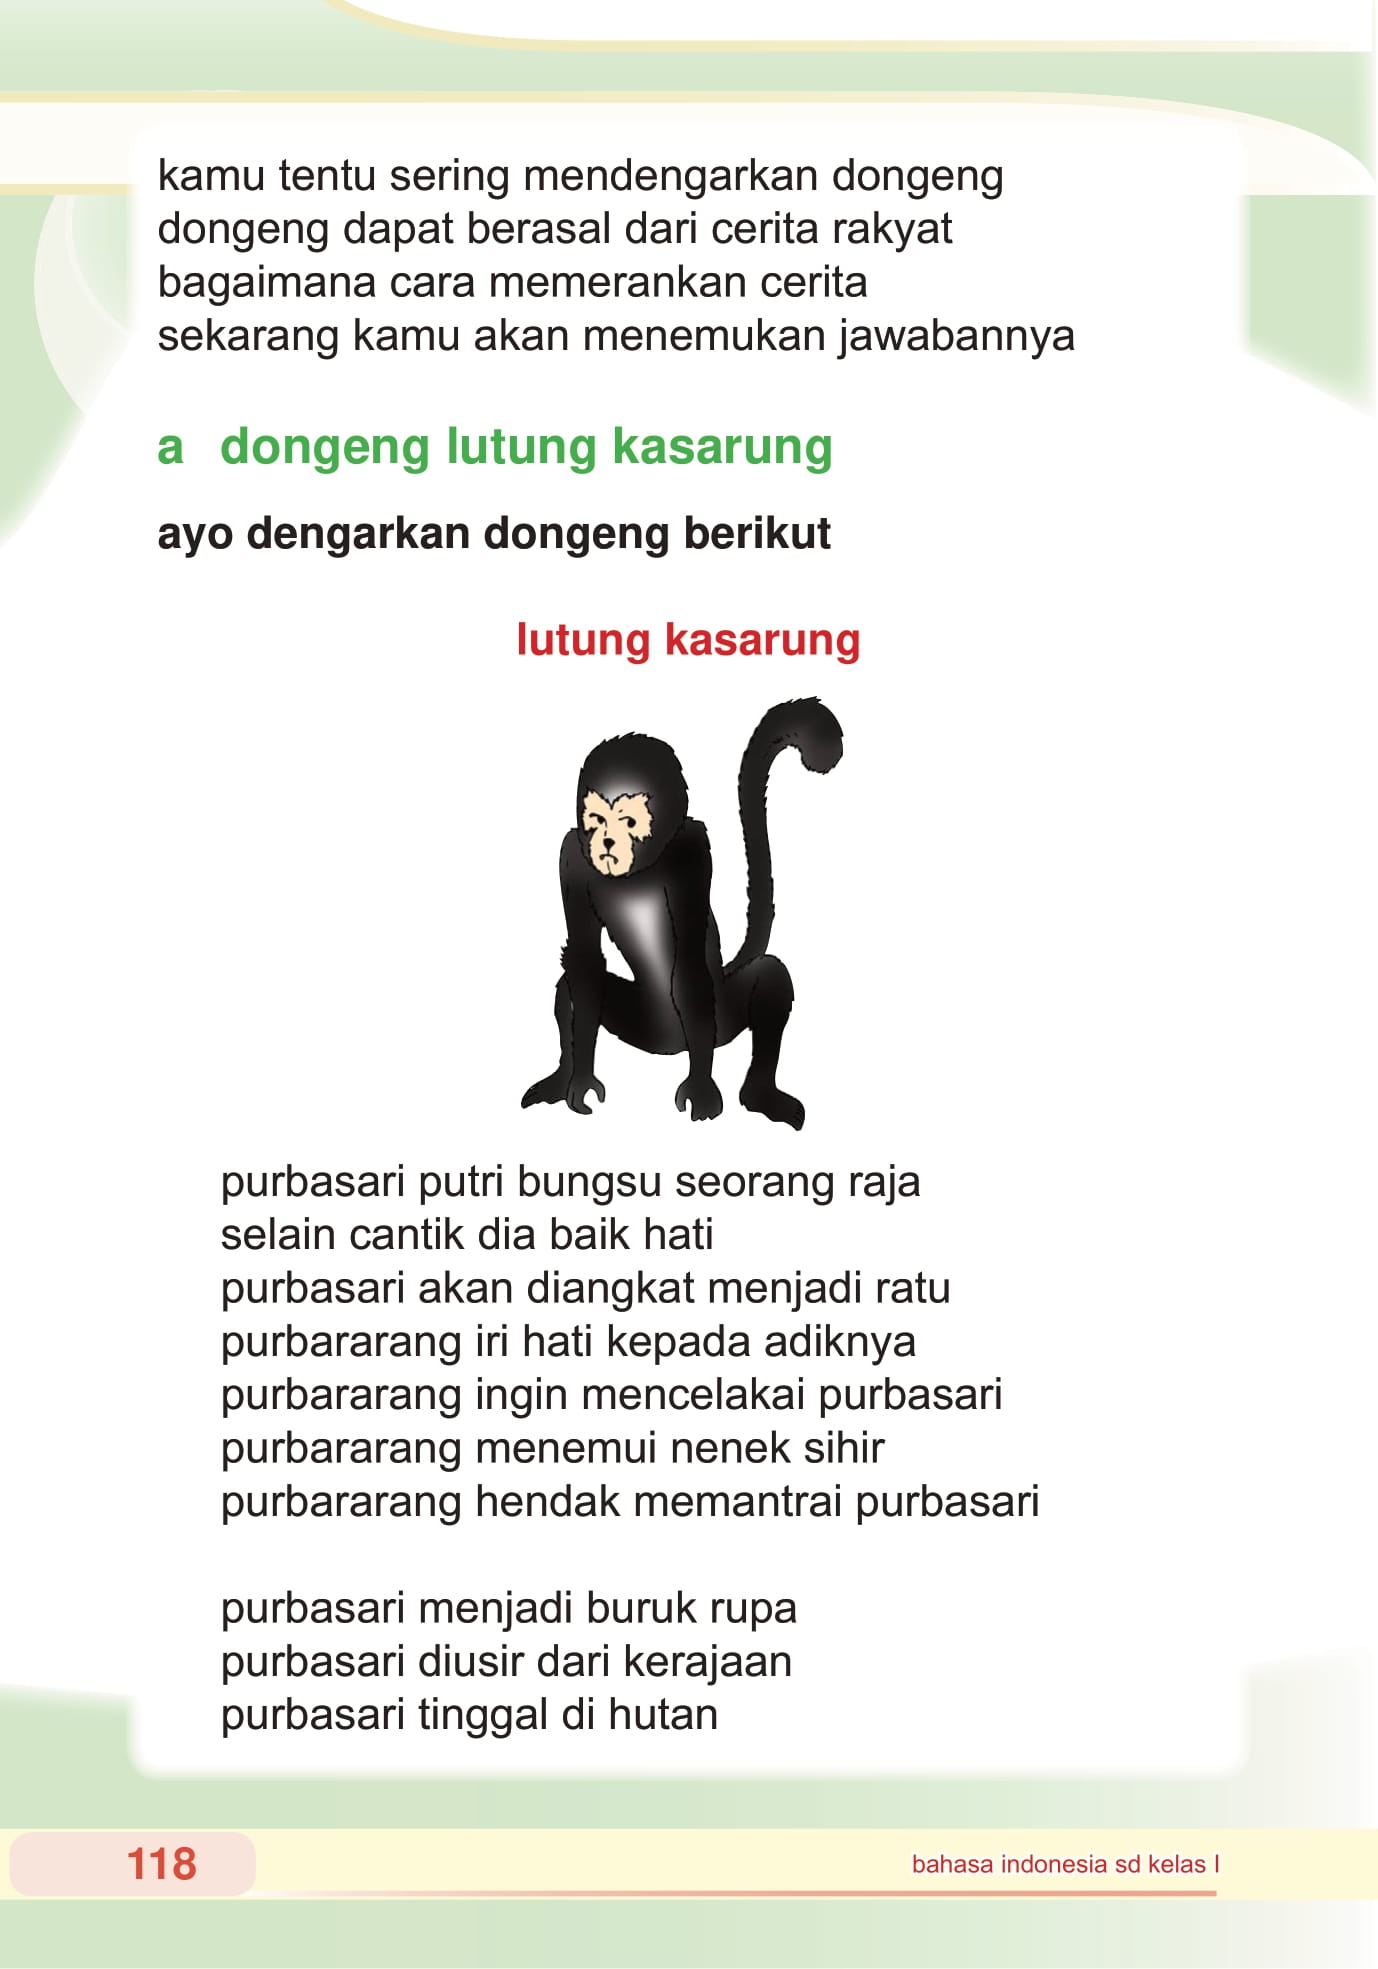 kamu tentu sering mendengarkan dongeng
dongeng dapat berasal dari cerita rakyat
bagaimana cara memerankan cerita
sekarang kamu akan menemukan jawabannya
a dongeng lutung kasarung
ayo dengarkan dongeng berikut
lutung kasarung
purbasari putri bungsu seorang raja
selain cantik dia baik hati
purbasari akan diangkat menjadi ratu
purbararang iri hati kepada adiknya
purbararang ingin mencelakai purbasari
purbararang menemui nenek sihir
purbararang hendak memantrai purbasari
purbasari menjadi buruk rupa
purbasari diusir dari kerajaan
purbasari tinggal di hutan
118
bahasa indonesia sd kelas I